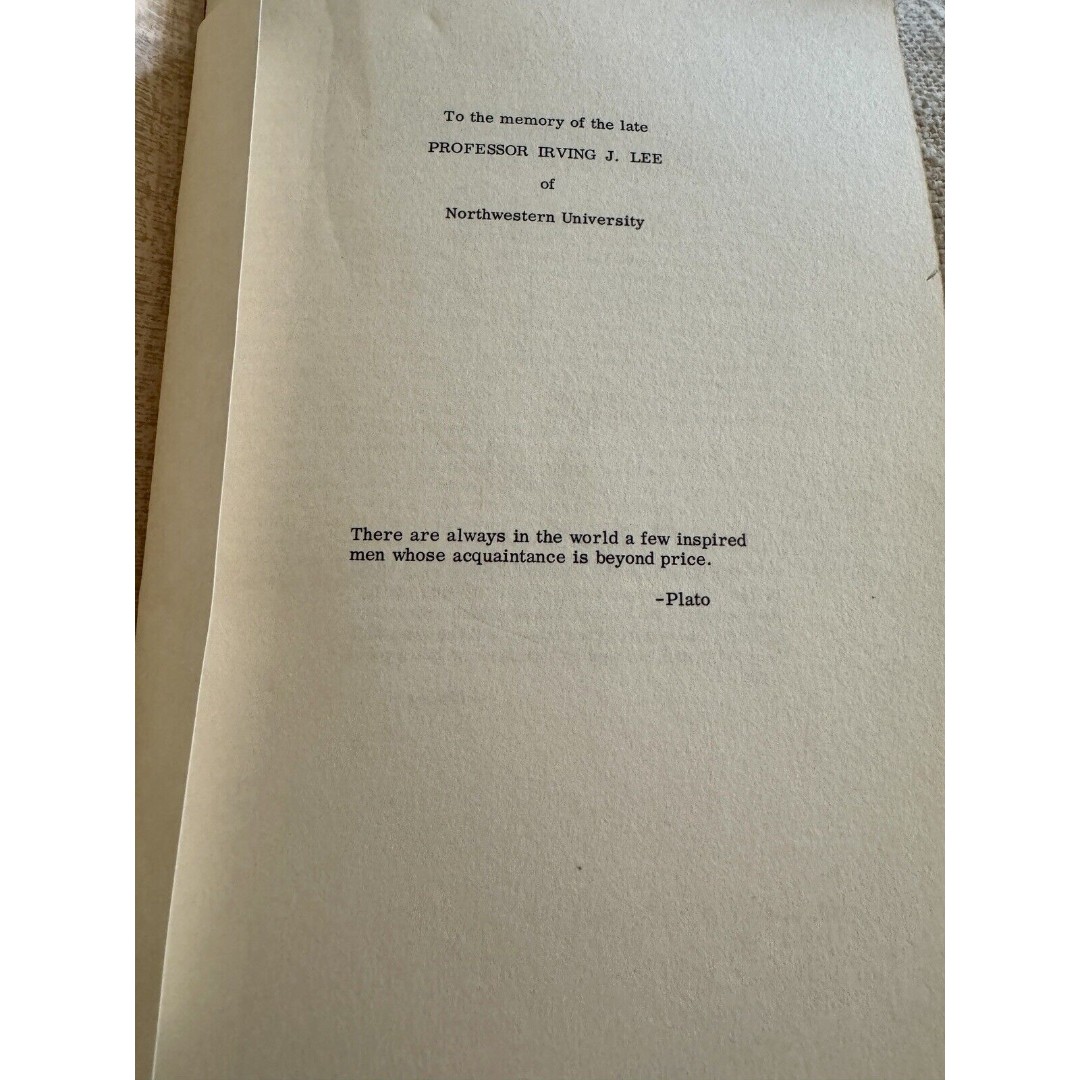 To the memory of the late
PROFESSOR IRVING J. LEE
of
Northwestern University
There are always in the world a few inspired
men whose acquaintance is beyond price.
-Plato